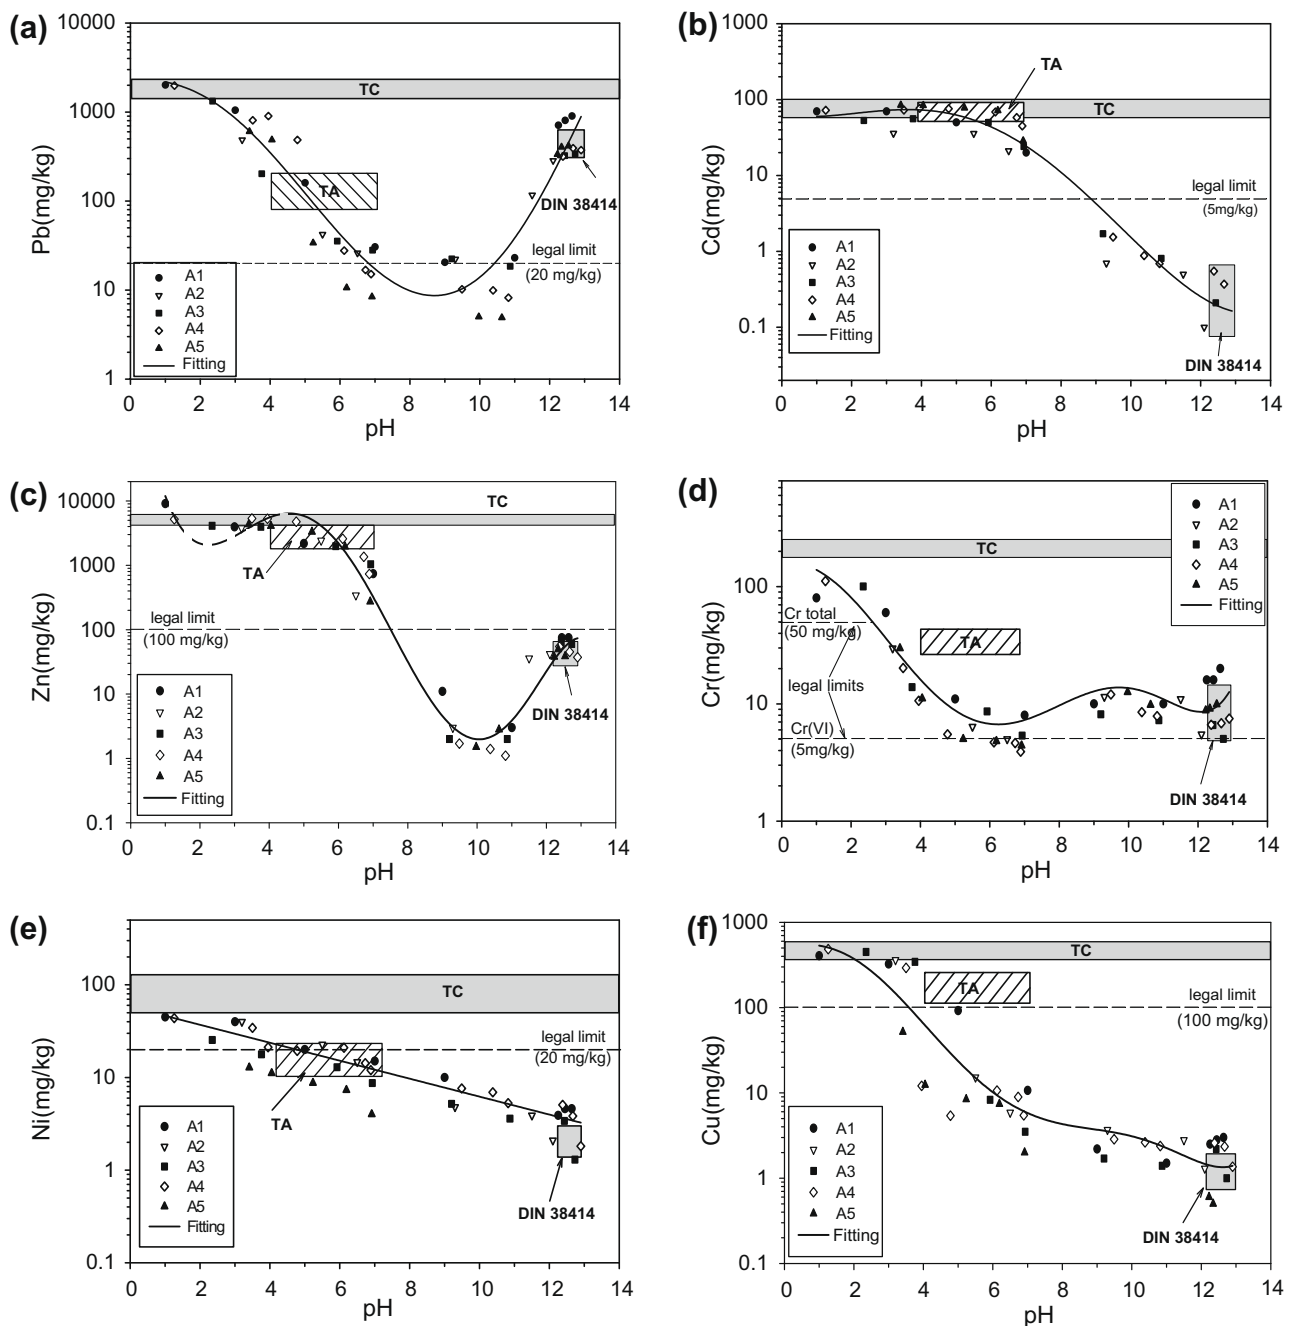 (a)
Pb(mg/kg)
10000
1000
100
10
1
TC
TA
DIN 38414
legal limit
(20 mg/kg)
A1
A2
A3
A4
A5
Fitting
0 2 4 6 8 10 12 14
pH
(b)
Cd(mg/kg)
1000
100
10
1
0.1
TA
TC
legal limit
(5mg/kg)
A1
A2
A3
A4
A5
Fitting
DIN 38414
0 2 4 6 8 10 12 14
pH
(c)
Zn(mg/kg)
10000
1000
100
10
1
0.1
TC
TA
legal limit
(100 mg/kg)
A1
A2
A3
A4
A5
Fitting
DIN 38414
0 2 4 6 8 10 12 14
pH
(d)
Cr(mg/kg)
100
10
1
A1
A2
A3
A4
A5
Fitting
TC
Cr total
(50 mg/kg)
TA
legal limits
Cr(VI)
(5mg/kg)
DIN 38414
0 2 4 6 8 10 12 14
pH
(e)
Ni(mg/kg)
100
10
1
0.1
TC
legal limit
(20 mg/kg)
TA
A1
A2
A3
A4
A5
Fitting
DIN 38414
0 2 4 6 8 10 12 14
pH
(f)
Cu(mg/kg)
1000
100
10
1
0.1
TC
TA
legal limit
(100 mg/kg)
A1
A2
A3
A4
A5
Fitting
DIN 38414
0 2 4 6 8 10 12 14
pH